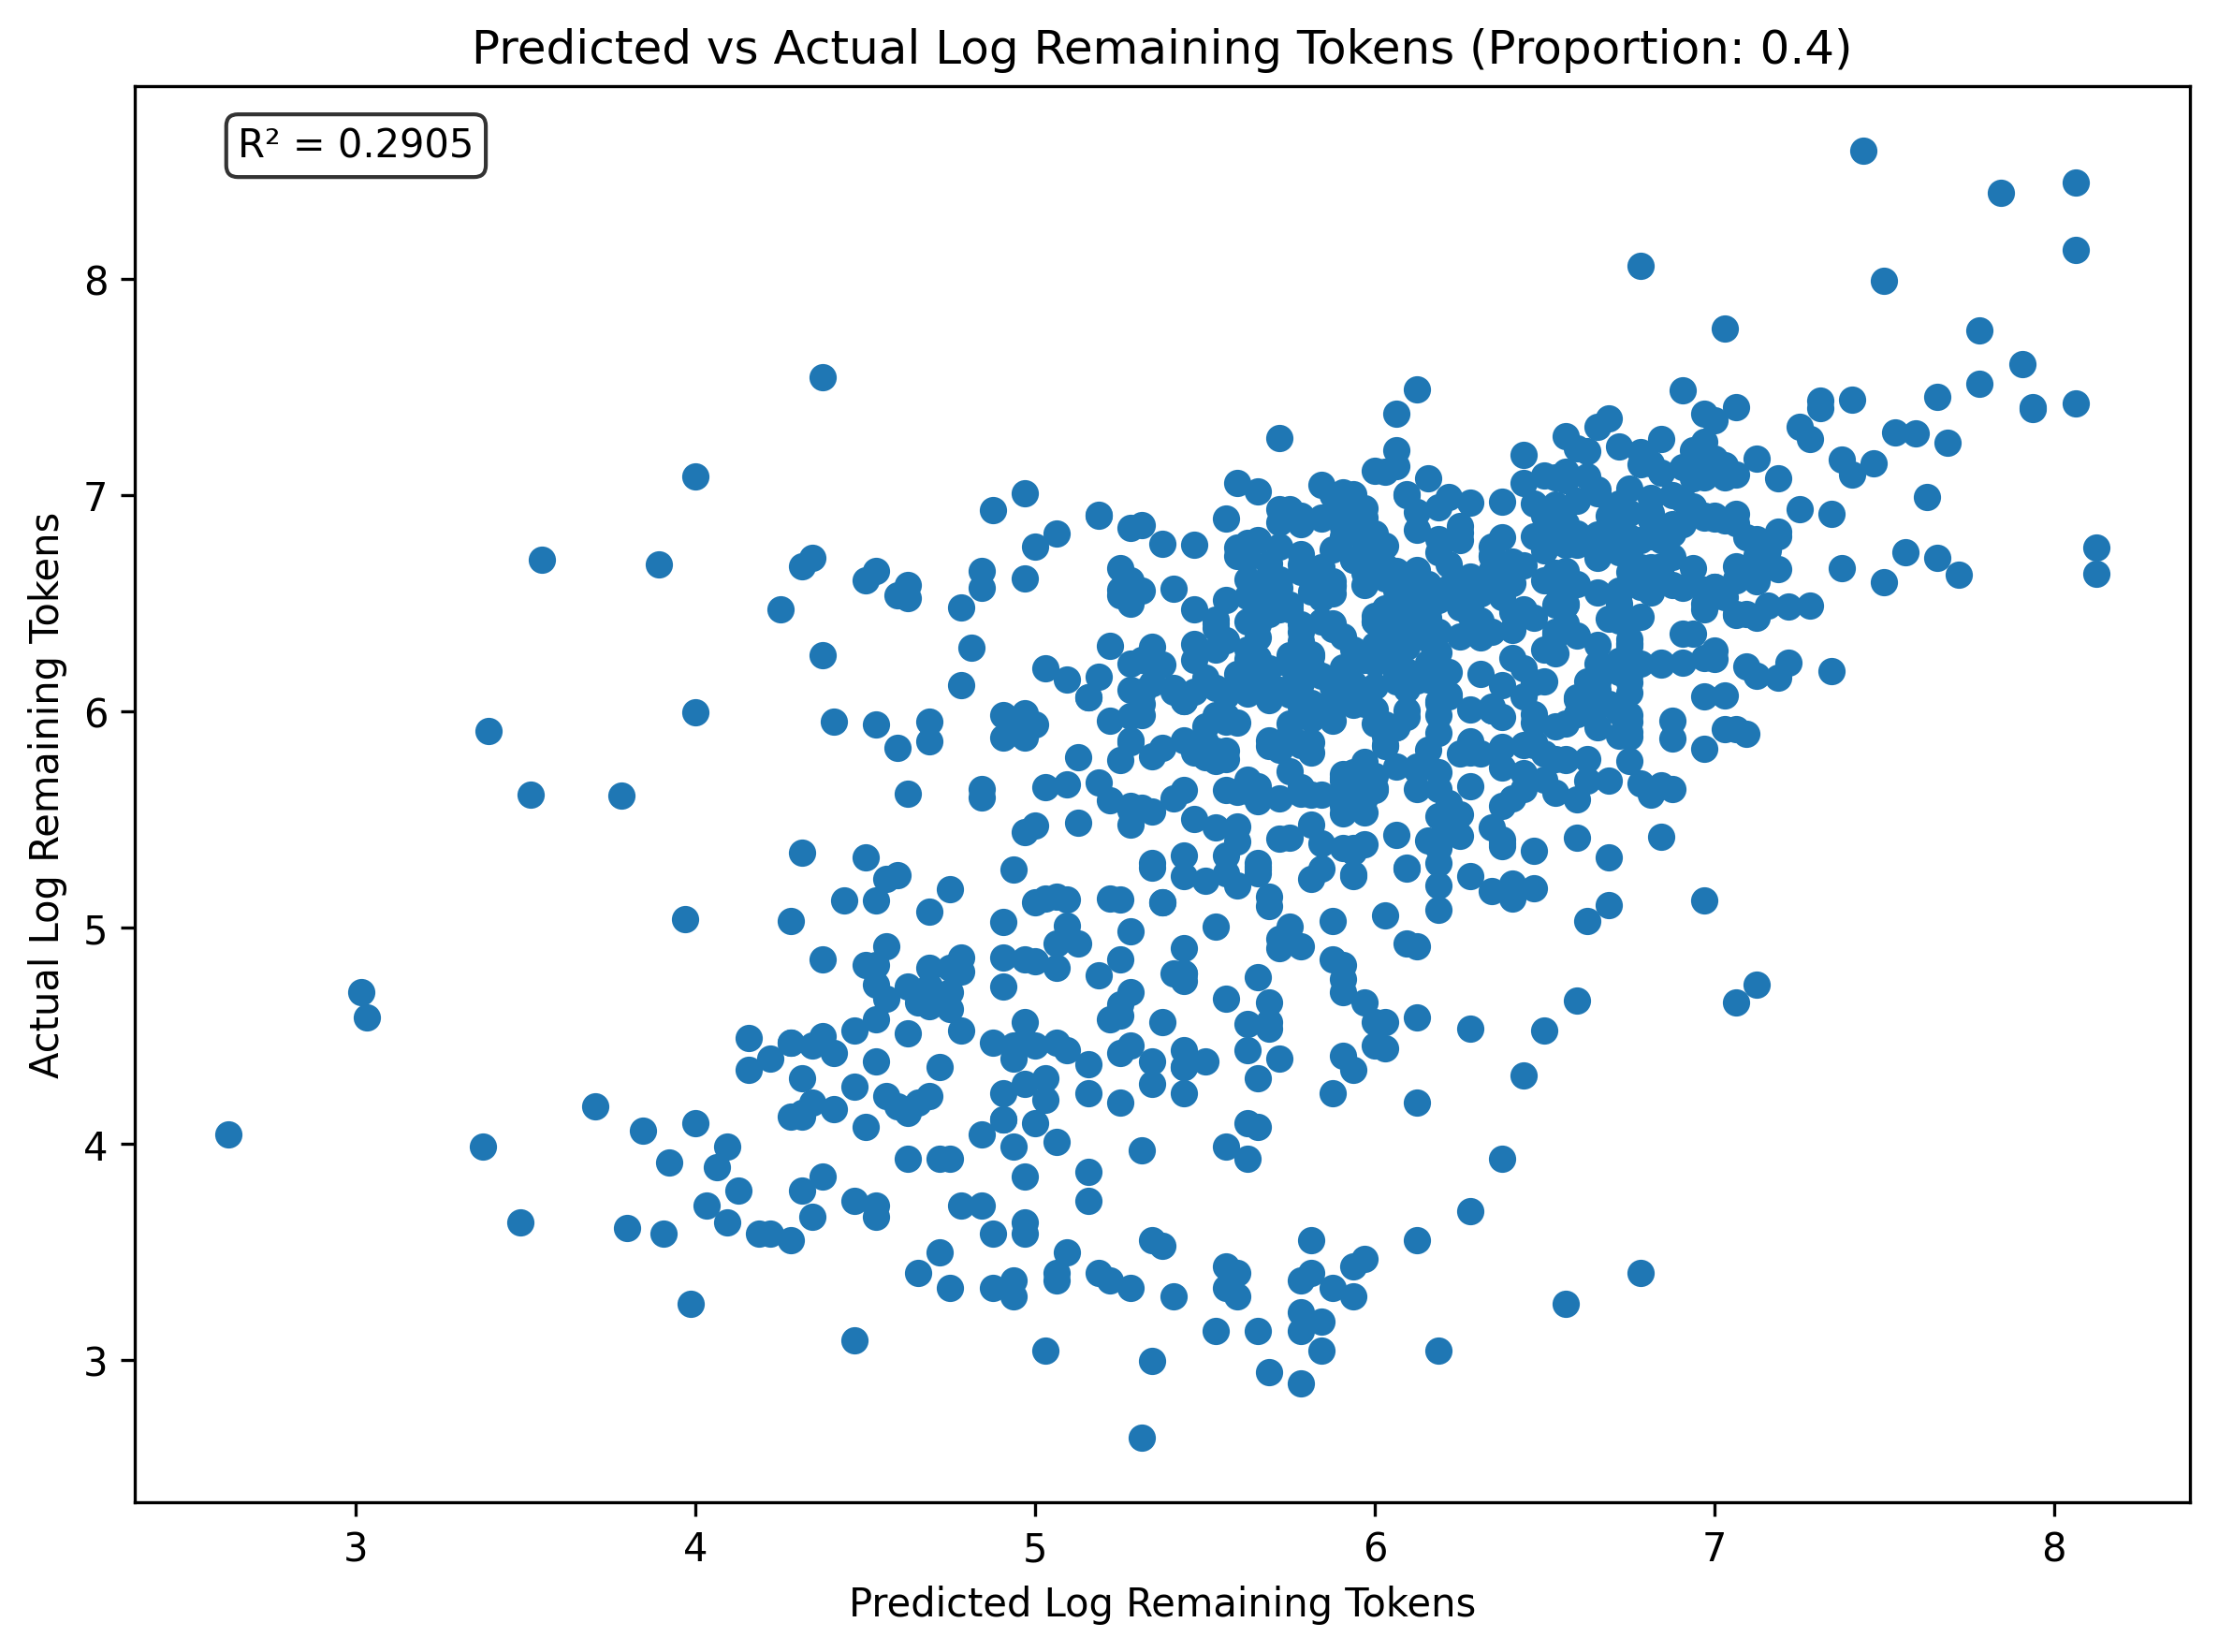 Predicted vs Actual Log Remaining Tokens (Proportion: 0.4)
R² = 0.2905
8
7
6
5
4
3
Actual Log Remaining Tokens
3 4 5 6 7 8
Predicted Log Remaining Tokens